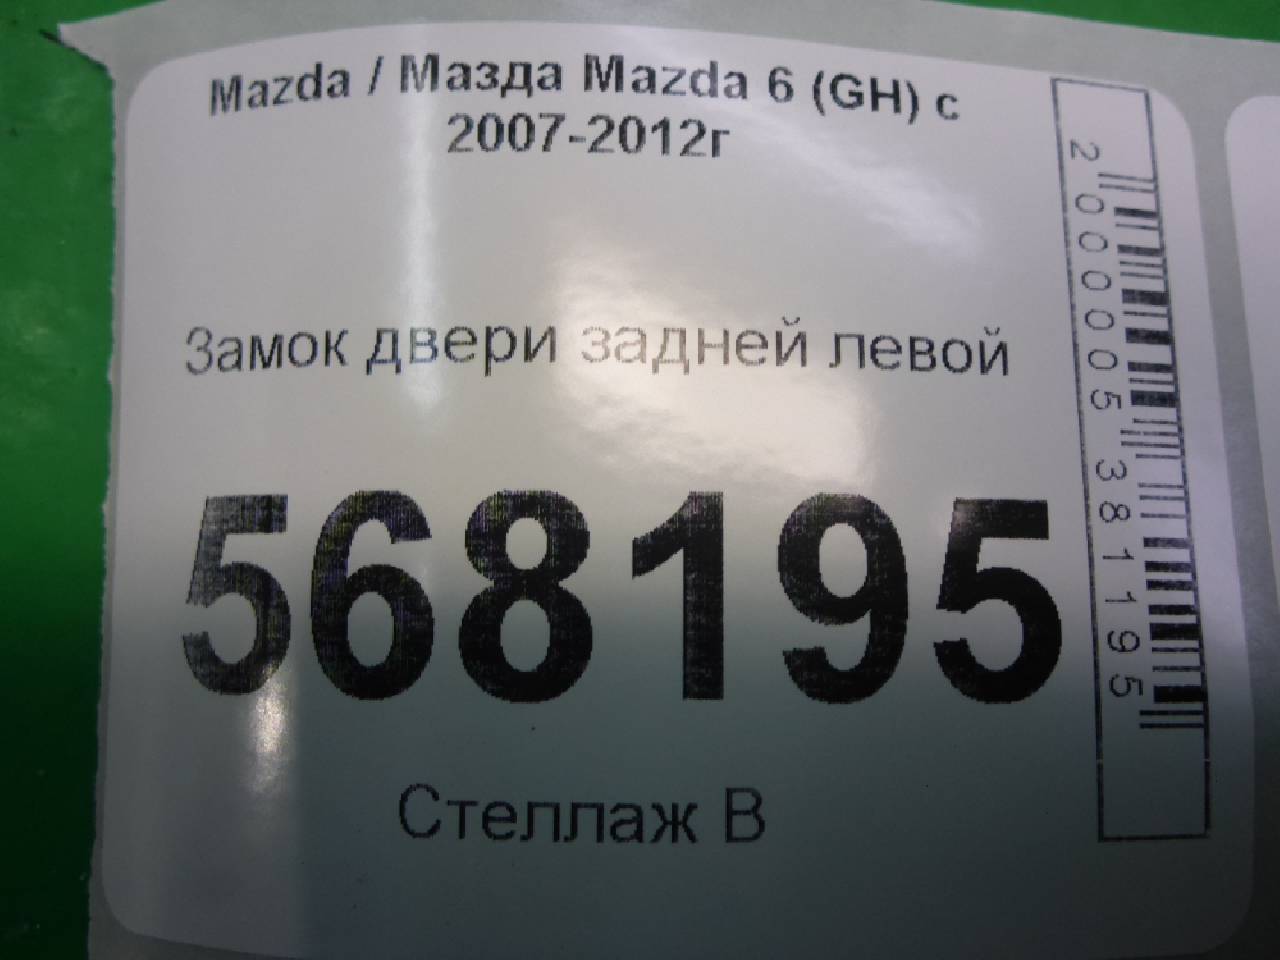 Mazda / Мазда Mazda 6 (GH) с
2007-2012г
Замок двери задней левой
568195
Стеллаж В
2000005381195